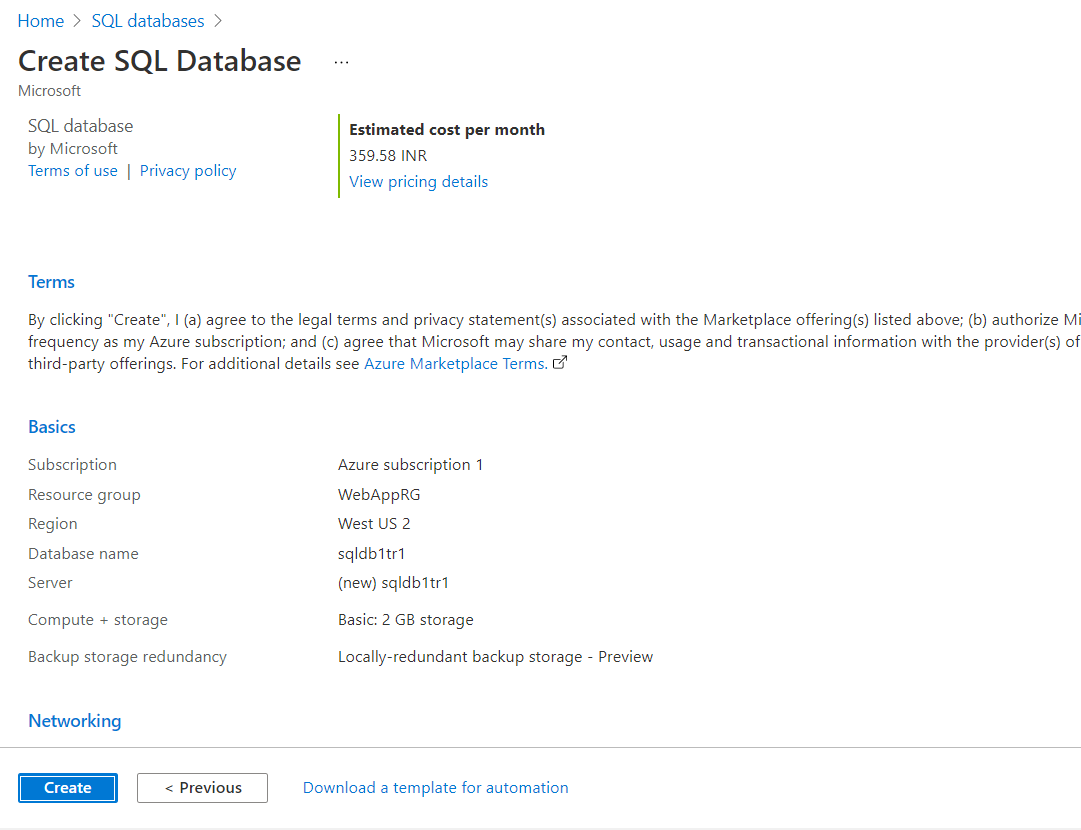 Home > SQL databases >
Create SQL Database ...
Microsoft
SQL database
by Microsoft
Terms of use | Privacy policy
Estimated cost per month
359.58 INR
View pricing details
Terms
By clicking "Create", I (a) agree to the legal terms and privacy statement(s) associated with the Marketplace offering(s) listed above; (b) authorize Mi
frequency as my Azure subscription; and (c) agree that Microsoft may share my contact, usage and transactional information with the provider(s) of
third-party offerings. For additional details see Azure Marketplace Terms.
Basics
Subscription Azure subscription 1
Resource group WebAppRG
Region West US 2
Database name sqldb1tr1
Server (new) sqldb1tr1
Compute + storage Basic: 2 GB storage
Backup storage redundancy Locally-redundant backup storage - Preview
Networking
Create < Previous Download a template for automation